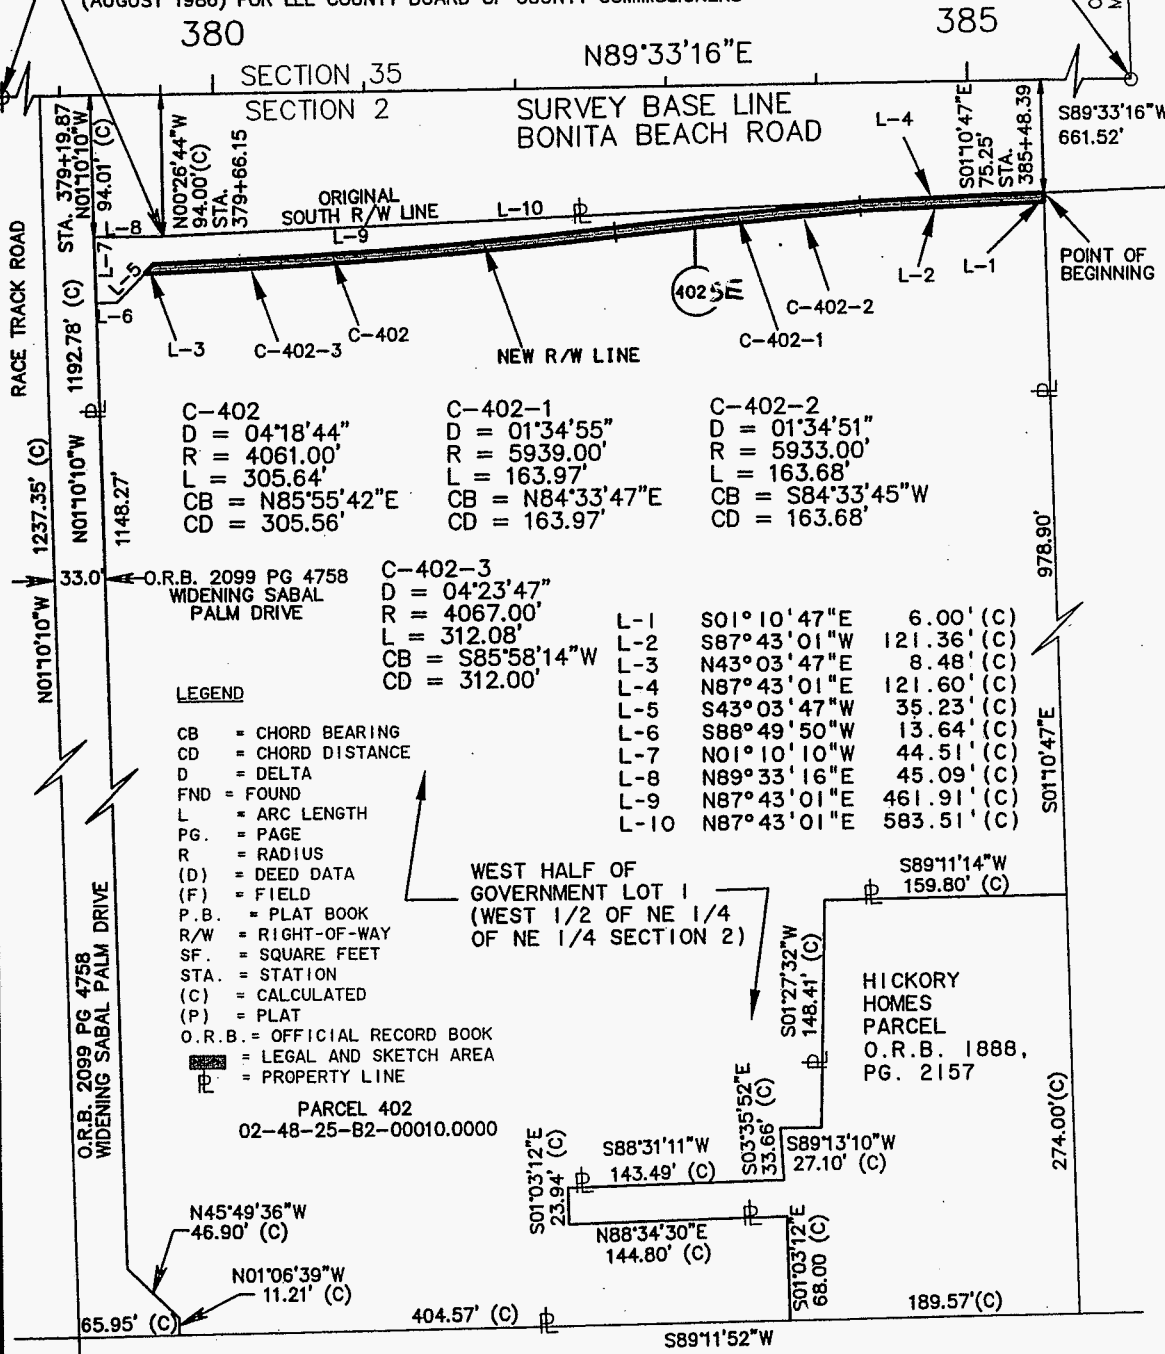 380
385
N89°33'16"E
SECTION 35
SECTION 2
SURVEY BASE LINE
BONITA BEACH ROAD
L-4
S89°33'16"W
661.52'
STA. 379+19.87
N01°10'10"W
94.01' (C)
N00°26'44"W
94.00'(C)
STA.
379+66.15
S01°10'47"E
75.25'
STA.
385+48.39
ORIGINAL
SOUTH R/W LINE
L-10
L-8
L-9
L-7
L-5
L-6
L-3
C-402-3
C-402
NEW R/W LINE
402 SE
C-402-1
C-402-2
L-2
L-1
POINT OF
BEGINNING
RACE TRACK ROAD
1192.78' (C)
1237.35' (C)
N01°10'10"W
1148.27'
C-402
D = 04°18'44"
R = 4061.00'
L = 305.64'
CB = N85°55'42"E
CD = 305.56'
C-402-1
D = 01°34'55"
R = 5939.00'
L = 163.97'
CB = N84°33'47"E
CD = 163.97'
C-402-2
D = 01°34'51"
R = 5933.00'
L = 163.68'
CB = S84°33'45"W
CD = 163.68'
978.90'
33.0'
O.R.B. 2099 PG 4758
WIDENING SABAL
PALM DRIVE
N01°10'10"W
C-402-3
D = 04°23'47"
R = 4067.00'
L = 312.08'
CB = S85°58'14"W
CD = 312.00'
L-1 S01°10'47"E 6.00'(C)
L-2 S87°43'01"W 121.36'(C)
L-3 N43°03'47"E 8.48'(C)
L-4 N87°43'01"E 121.60'(C)
L-5 S43°03'47"W 35.23'(C)
L-6 S88°49'50"W 13.64'(C)
L-7 N01°10'10"W 44.51'(C)
L-8 N89°33'16"E 45.09'(C)
L-9 N87°43'01"E 461.91'(C)
L-10 N87°43'01"E 583.51'(C)
S01°10'47"E
LEGEND
CB = CHORD BEARING
CD = CHORD DISTANCE
D = DELTA
FND = FOUND
L = ARC LENGTH
PG. = PAGE
R = RADIUS
(D) = DEED DATA
(F) = FIELD
P.B. = PLAT BOOK
R/W = RIGHT-OF-WAY
SF. = SQUARE FEET
STA. = STATION
(C) = CALCULATED
(P) = PLAT
O.R.B. = OFFICIAL RECORD BOOK
= LEGAL AND SKETCH AREA
PL = PROPERTY LINE
PARCEL 402
02-48-25-B2-00010.0000
WEST HALF OF
GOVERNMENT LOT 1
(WEST 1/2 OF NE 1/4
OF NE 1/4 SECTION 2)
S89°11'14"W
159.80' (C)
S01°27'32"W
148.41' (C)
HICKORY
HOMES
PARCEL
O.R.B. 1888,
PG. 2157
O.R.B. 2099 PG 4758
WIDENING SABAL PALM DRIVE
S03°35'52"E
33.66' (C)
S89°13'10"W
27.10' (C)
274.00'(C)
S01°03'12"E
23.94' (C)
S88°31'11"W
143.49' (C)
N88°34'30"E
144.80' (C)
S01°03'12"E
68.00 (C)
N45°49'36"W
46.90' (C)
N01°06'39"W
11.21' (C)
65.95' (C)
404.57' (C)
189.57'(C)
S89°11'52"W